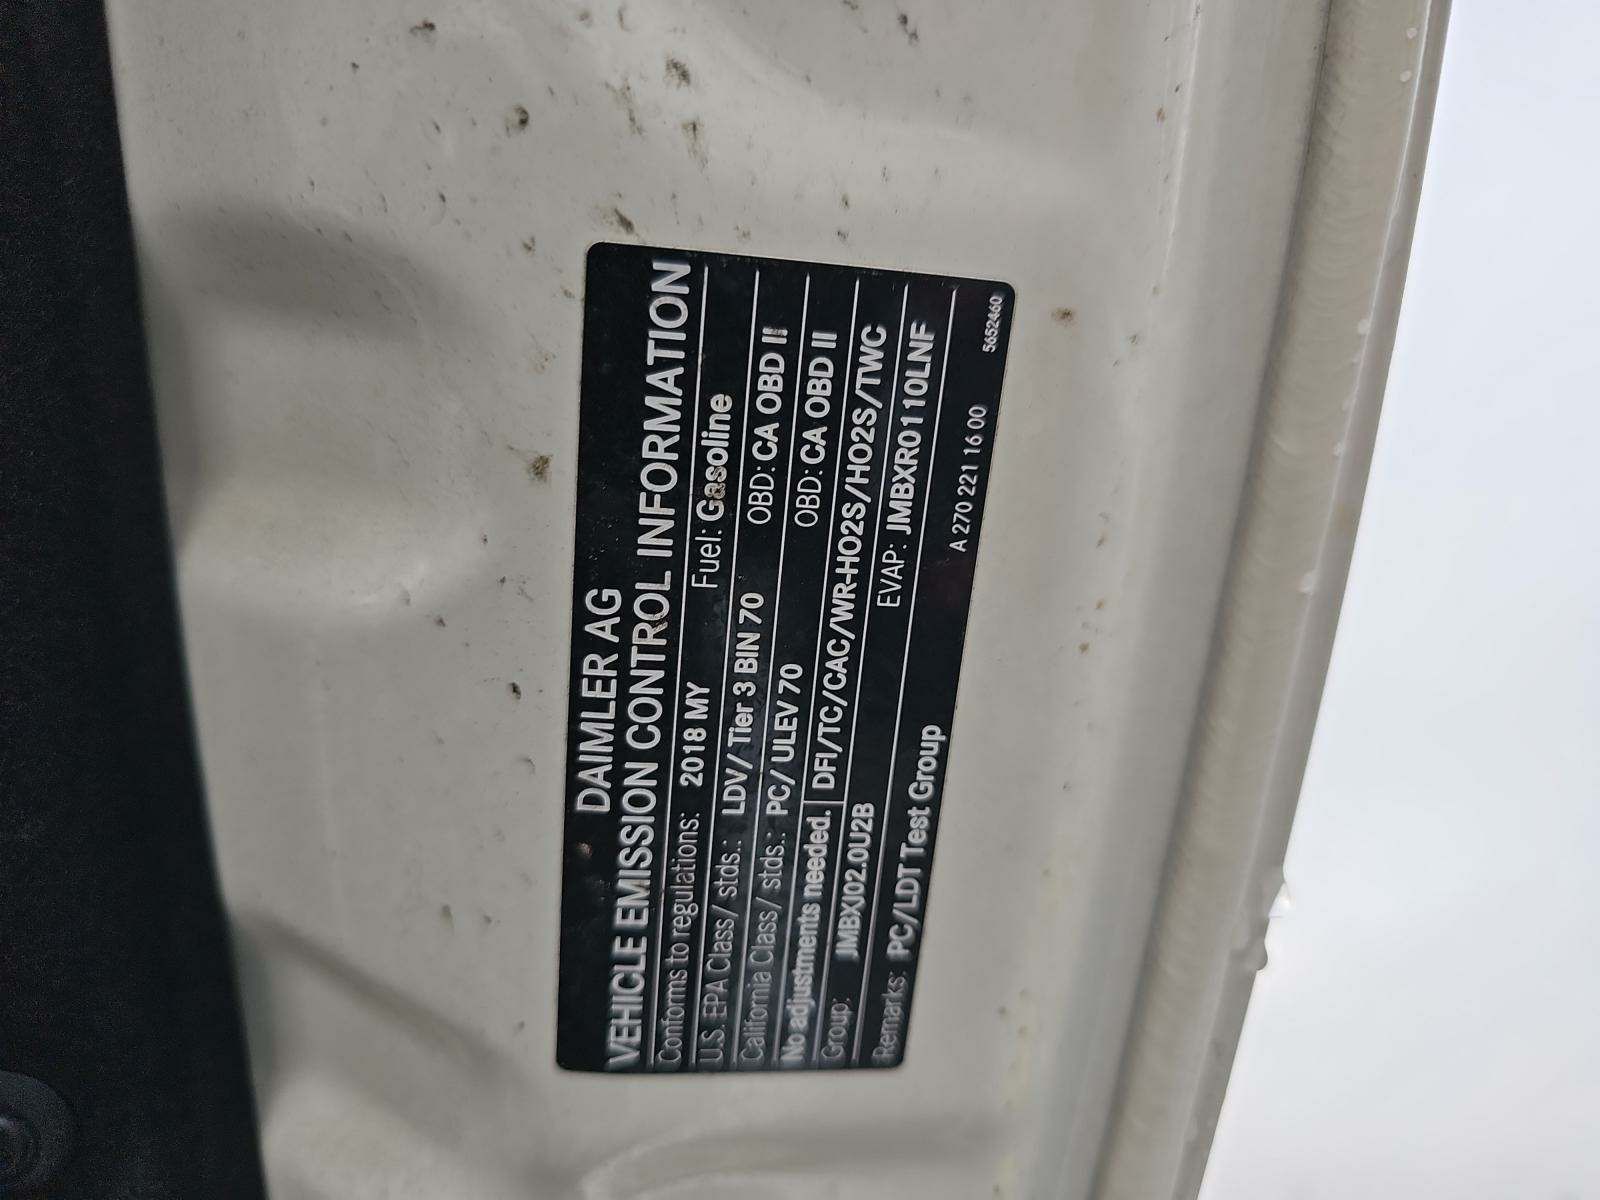 DAIMLER AG
VEHICLE EMISSION CONTROL INFORMATION
Conforms to regulations: 2018 MY Fuel: Gasoline
U.S. EPA Class/ stds.: LDV/ Tier 3 BIN 70 OBD: CA OBD II
California Class/ stds.: PC/ ULEV 70 OBD: CA OBD II
No adjustments needed. DFI/TC/CAC/WR-HO2S/HO2S/TWC
Group: JMBXJ02.0U2B EVAP: JMBXR0110LNF
Remarks: PC/LDT Test Group
A 270 221 16 00
5652460